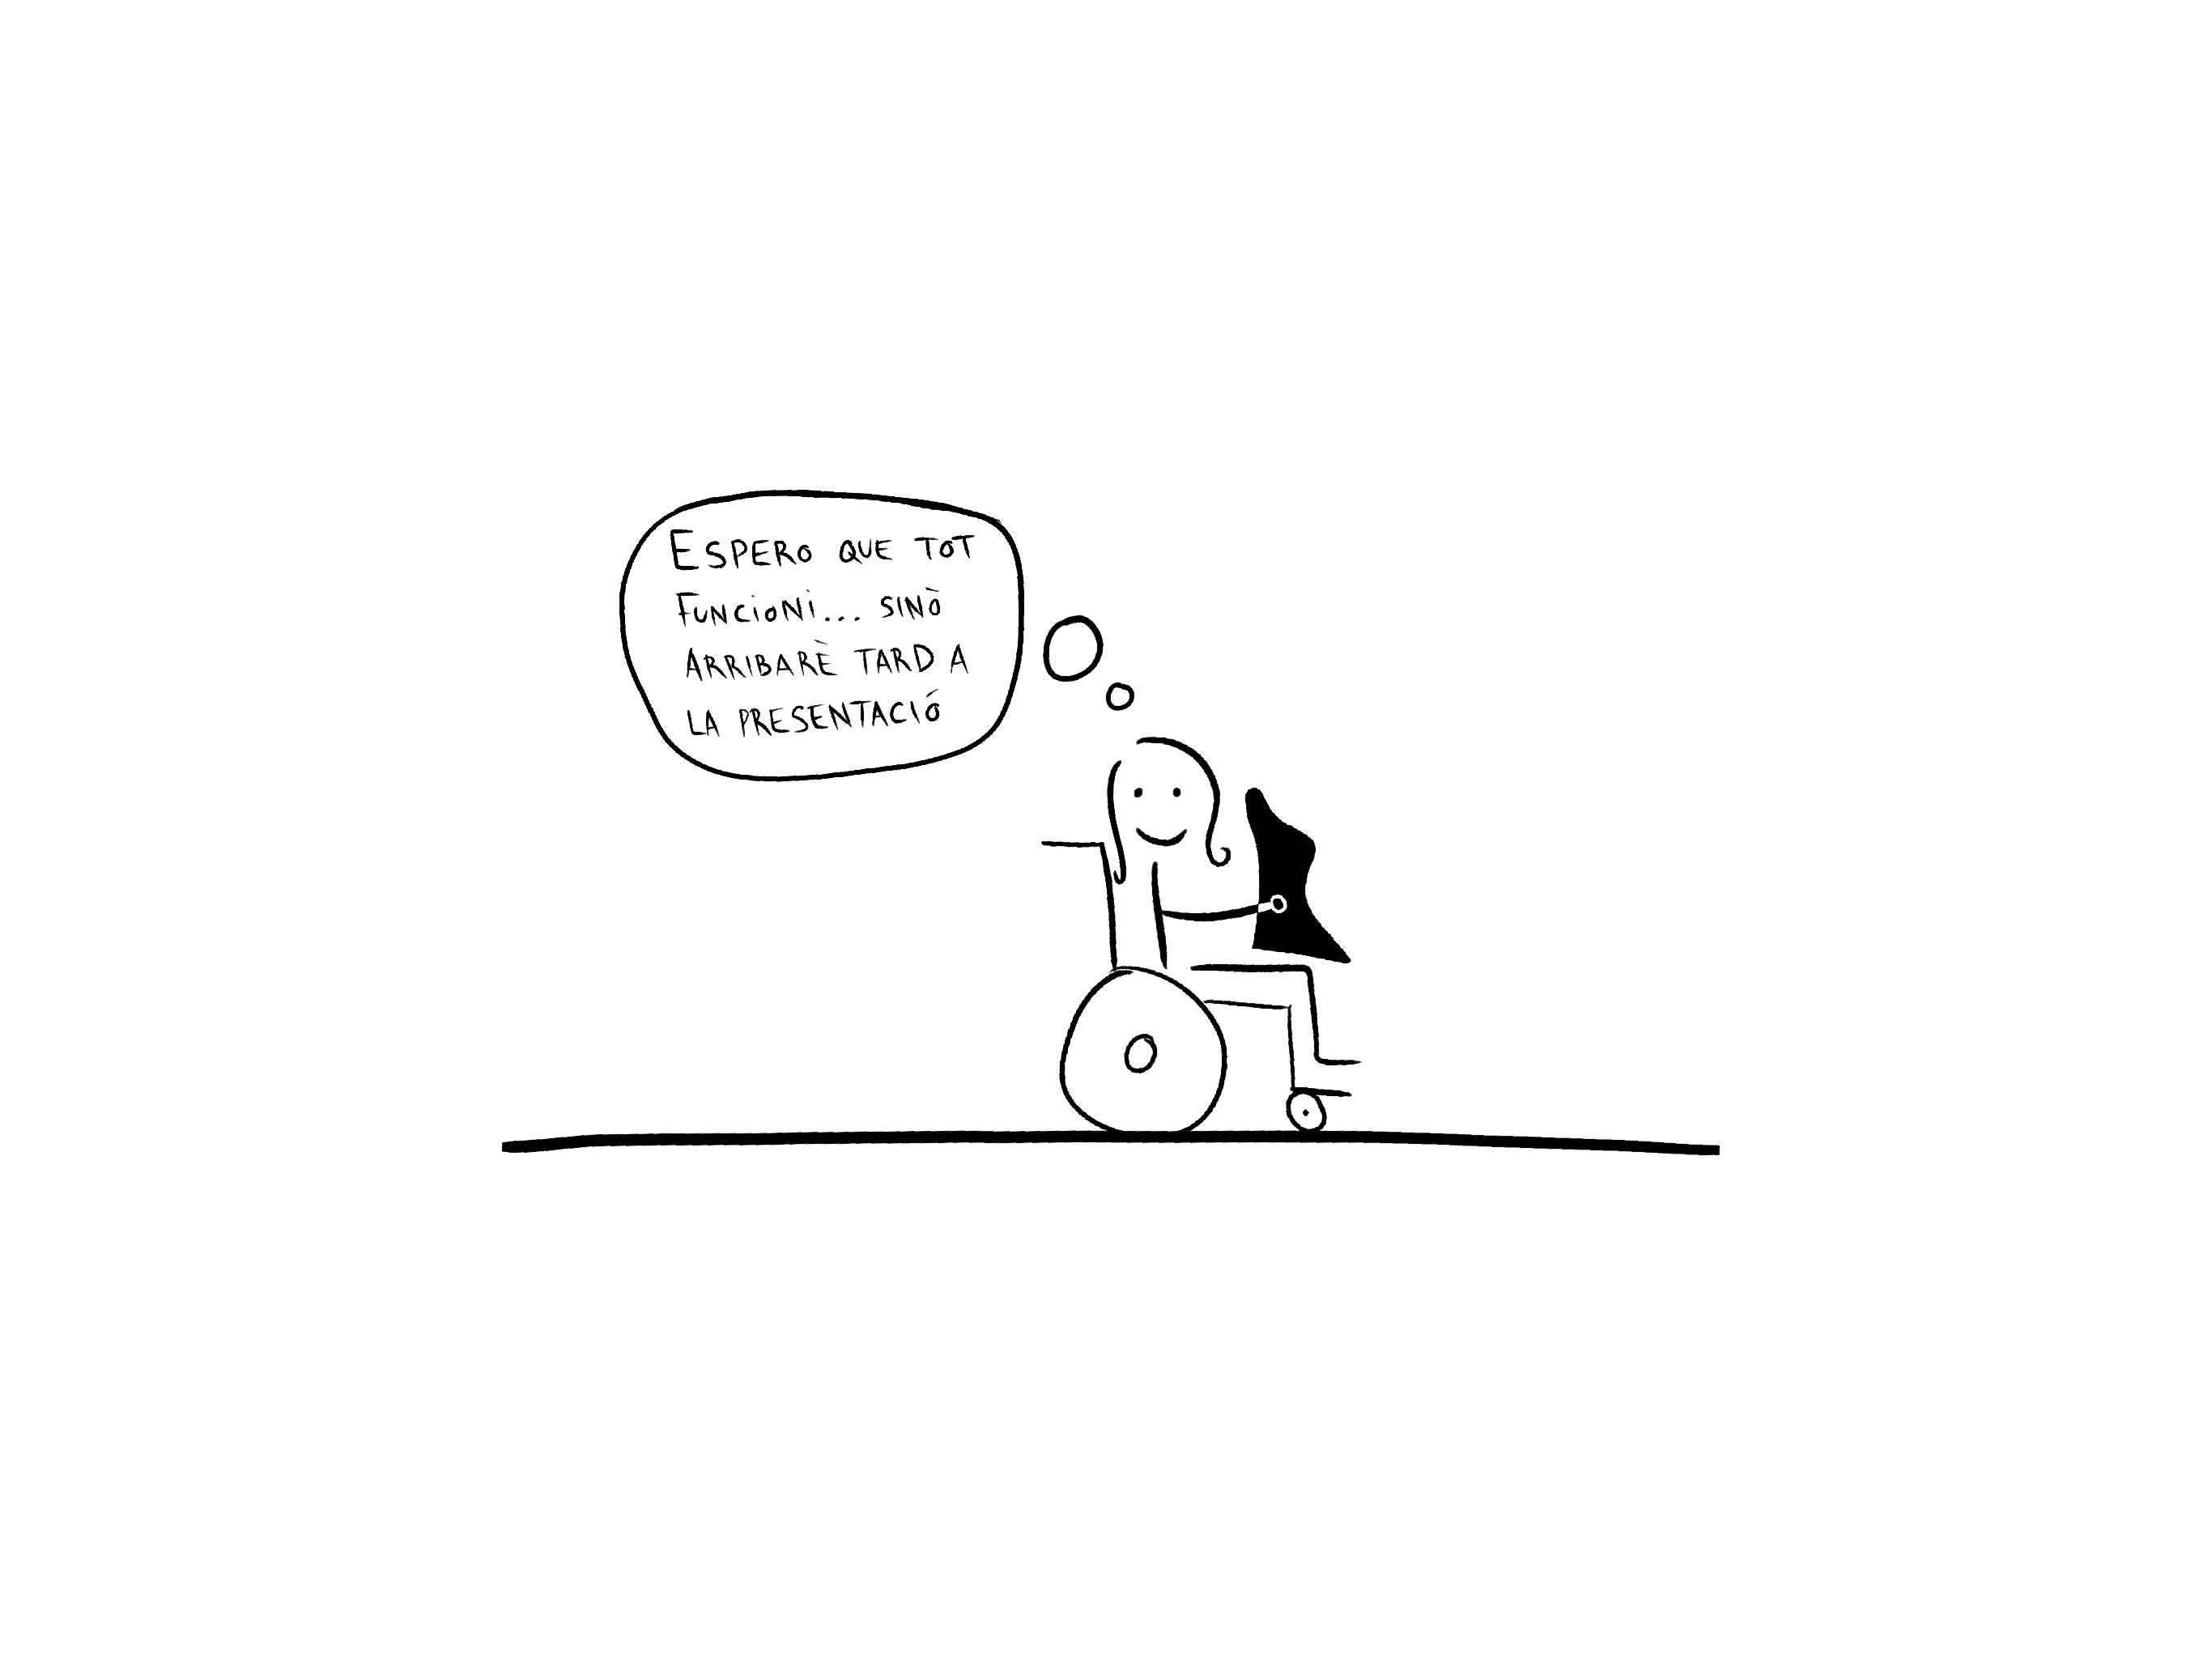 ESPERO QUE TOT
FUNCIONI... SINÒ
ARRIBARÈ TARD A
LA PRESENTACIÓ